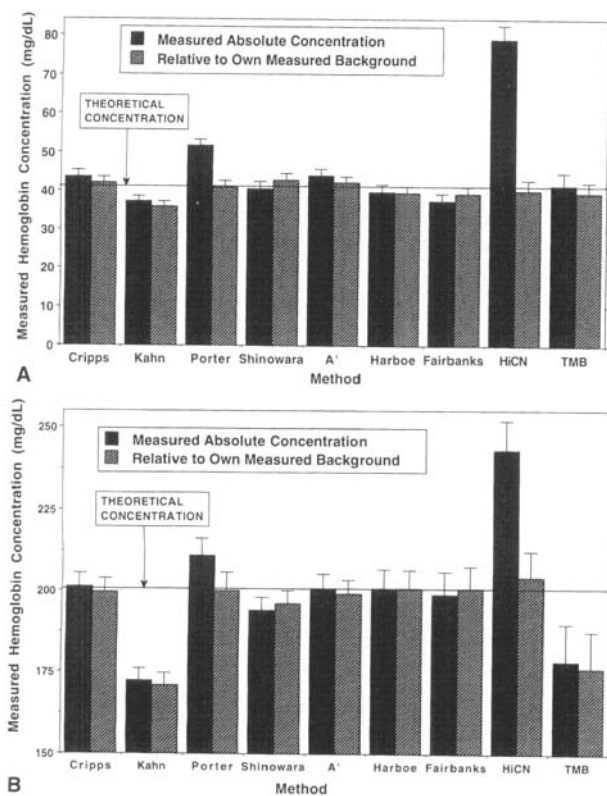 Measured Hemoglobin Concentration (mg/dL)
80
70
60
50
40
30
20
10
0
Measured Absolute Concentration
Relative to Own Measured Background
THEORETICAL
CONCENTRATION
Cripps Kahn Porter Shinowara A' Harboe Fairbanks HiCN TMB
Method
A
Measured Hemoglobin Concentration (mg/dL)
250
225
200
175
150
Measured Absolute Concentration
Relative to Own Measured Background
THEORETICAL
CONCENTRATION
Cripps Kahn Porter Shinowara A' Harboe Fairbanks HiCN TMB
Method
B